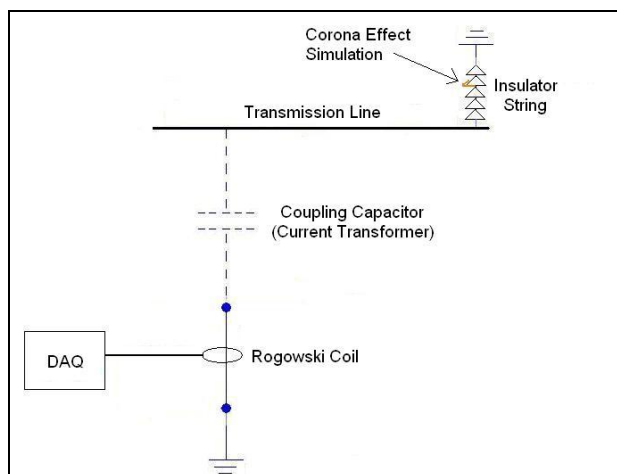 Corona Effect
Simulation
Insulator
String
Transmission Line
Coupling Capacitor
(Current Transformer)
DAQ
Rogowski Coil